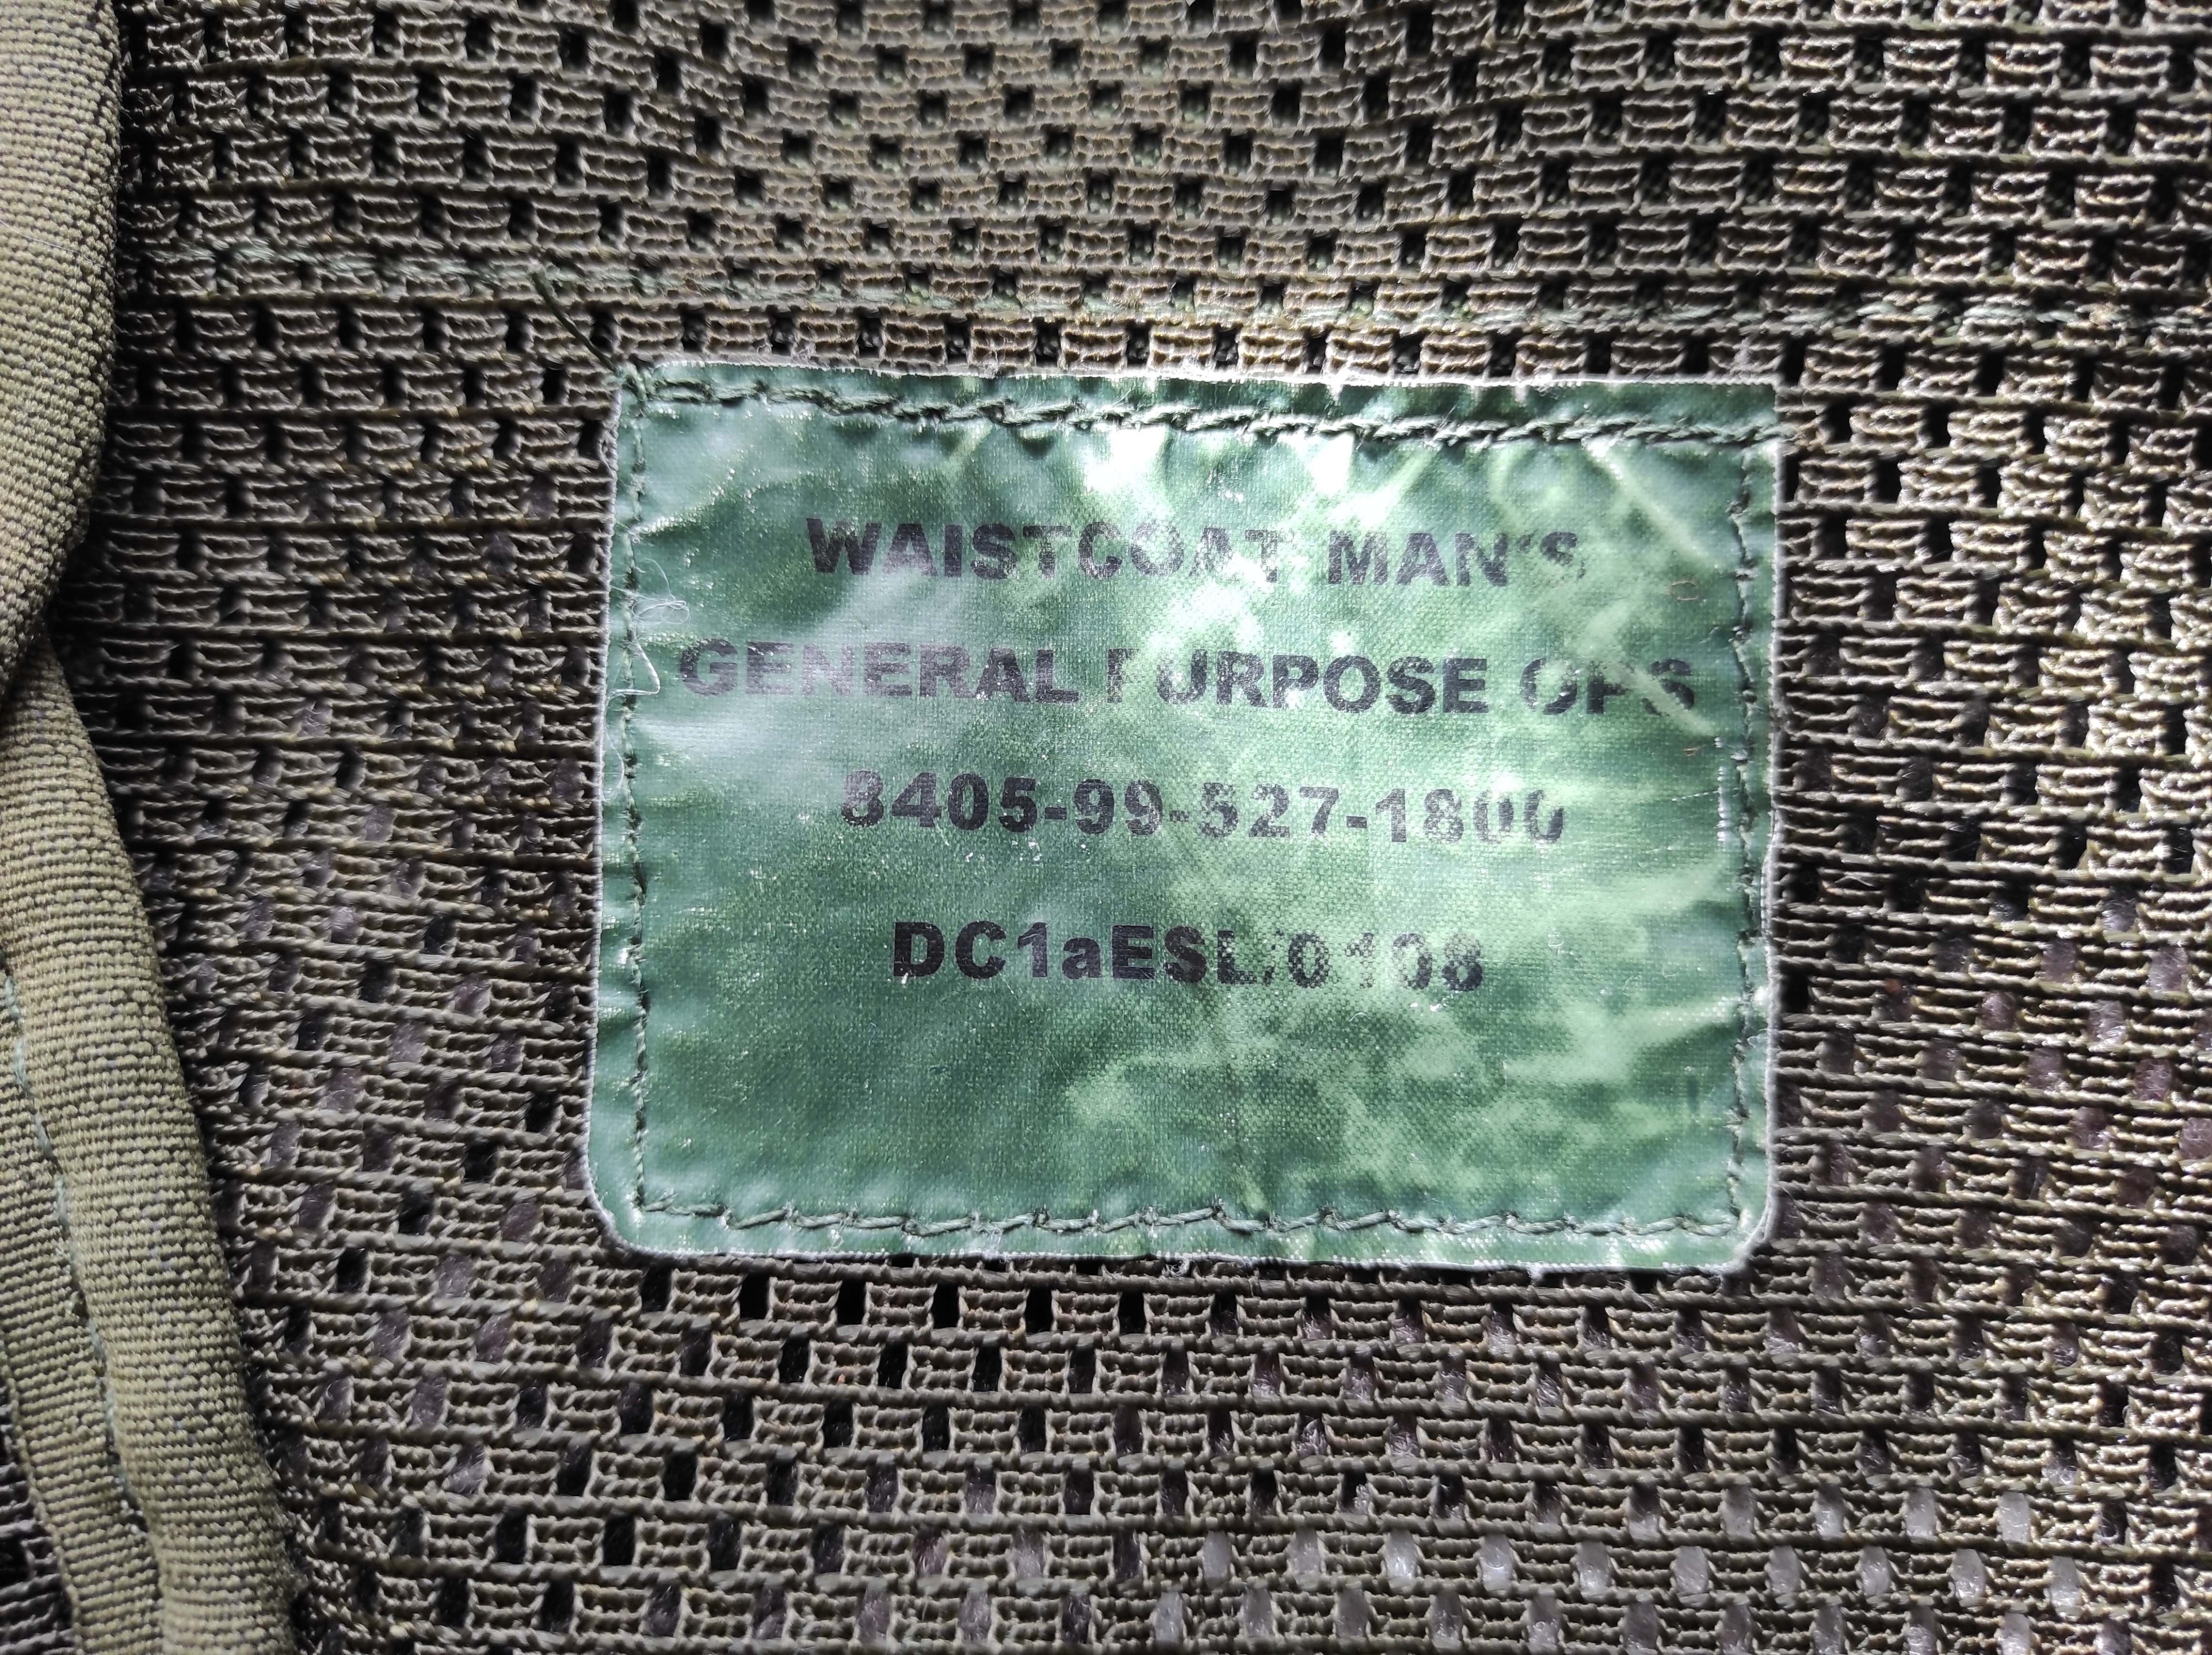 WAISTCOAT MAN'S
GENERAL PURPOSE OPS
8405-99-527-1800
DC1aESL/0108